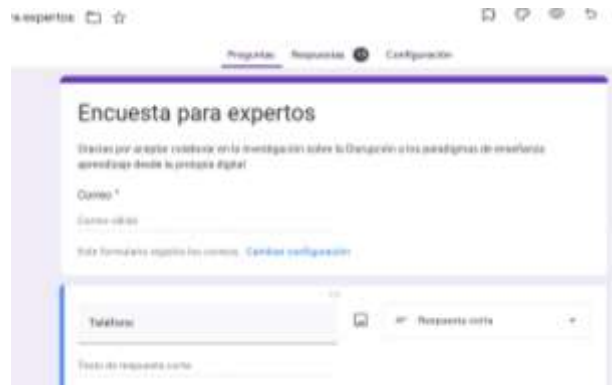 a expertos
Preguntas Respuestas Configuración
Encuesta para expertos
Gracias por aceptar colaborar en la investigación sobre la Disrupción a los paradigmas de enseñanza
aprendizaje desde la prótesis digital
Correo *
Correo válido
Este formulario registra los correos. Cambiar configuración
Teléfono
Respuesta corta
Texto de respuesta corta